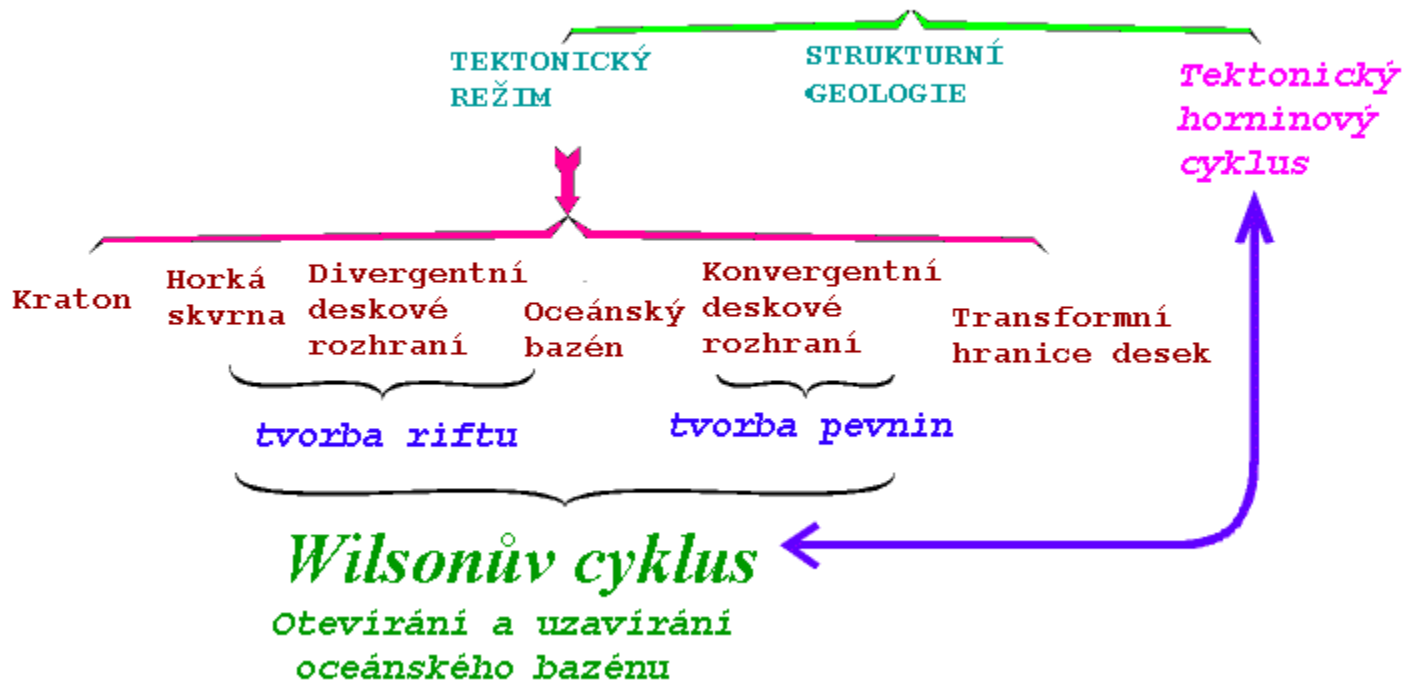 TEKTONICKÝ
REŽIM
STRUKTURNÍ
GEOLOGIE
Tektonický
horninový
cyklus
Kraton
Horká
skvrna
Divergentní
deskové
rozhraní
Oceánský
bazén
Konvergentní
deskové
rozhraní
Transformní
hranice desek
tvorba riftu
tvorba pevnin
Wilsonův cyklus
Otevírání a uzavírání
oceánského bazénu